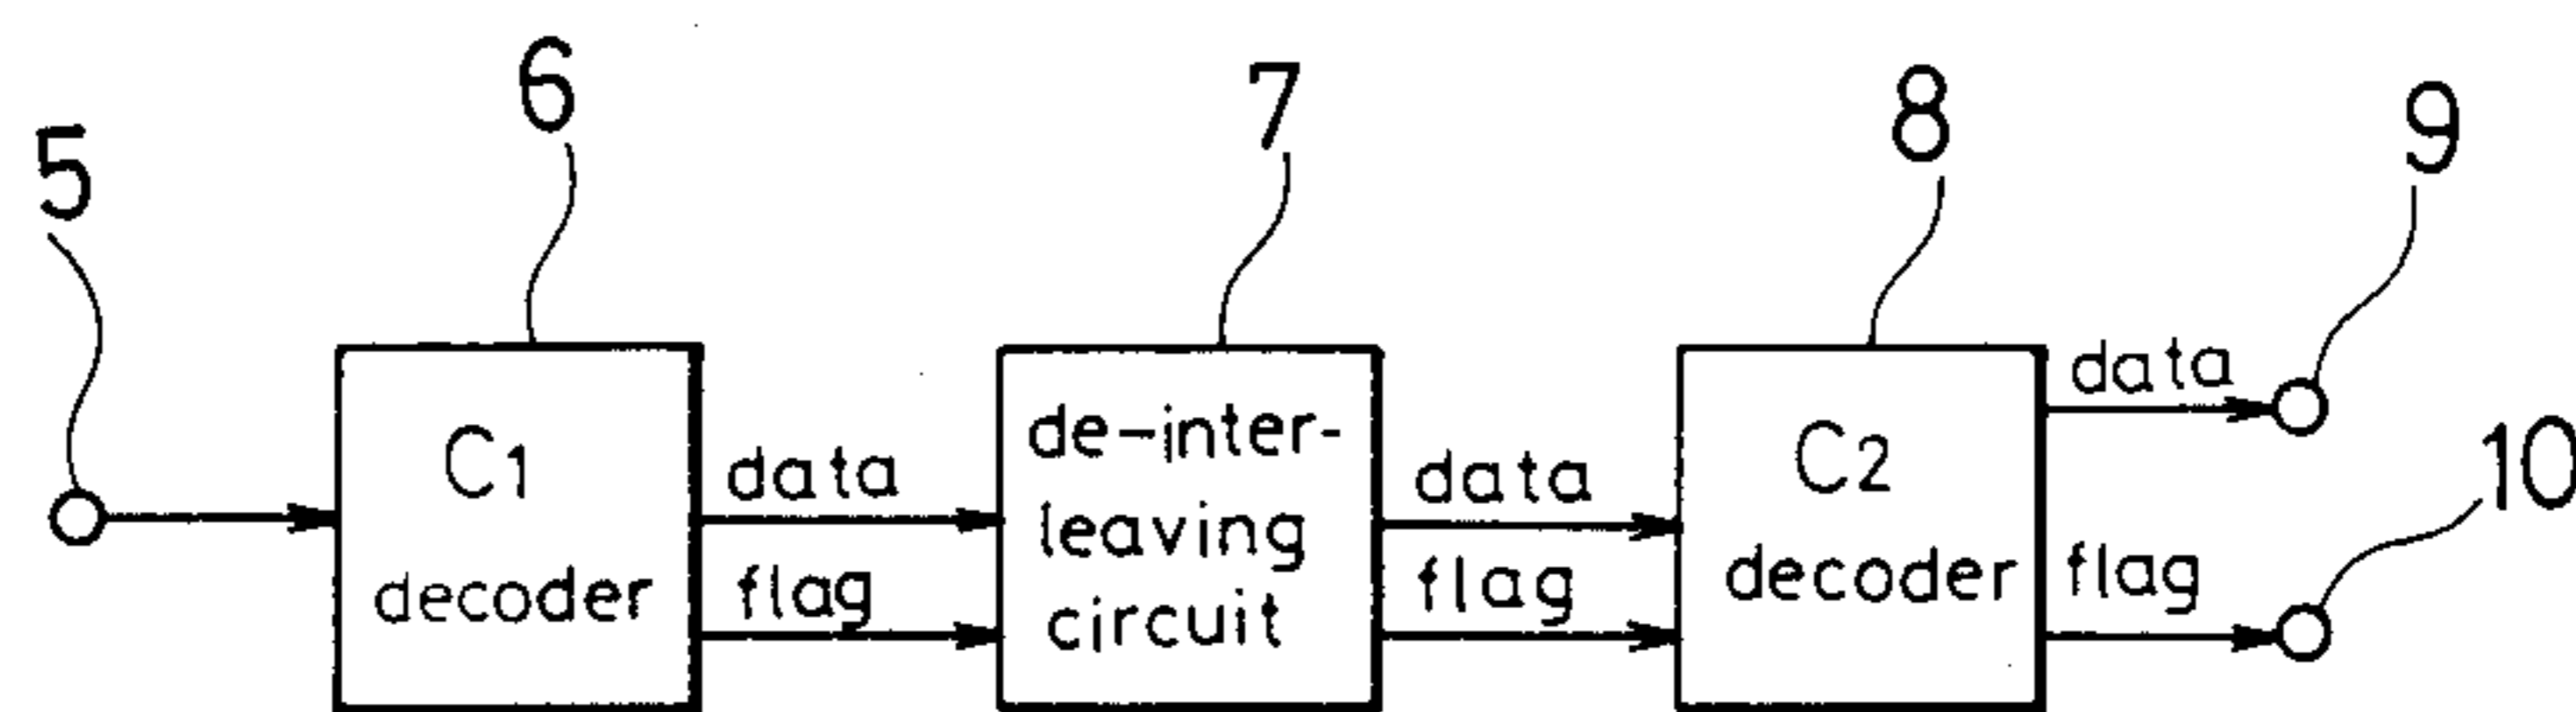 5
6
7
8
9
10
C1
decoder
data
flag
de-inter-
leaving
circuit
data
flag
C2
decoder
data
flag